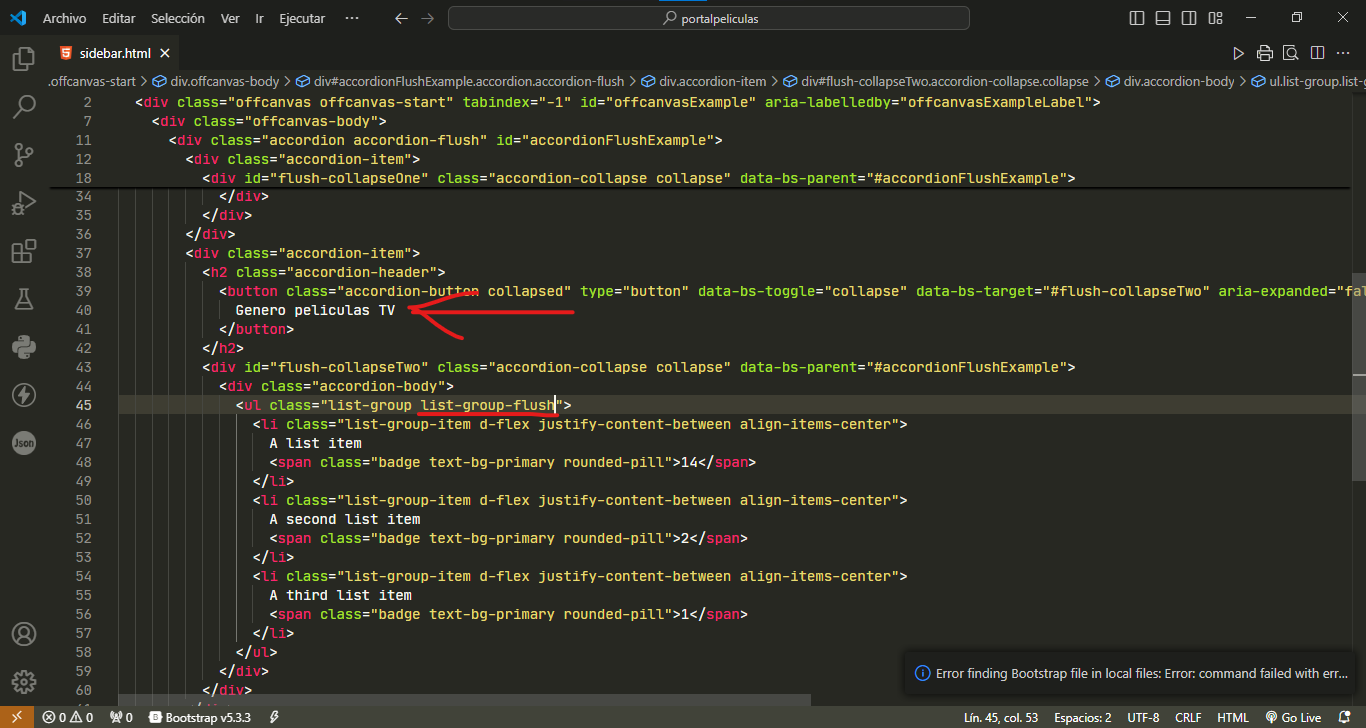 Archivo Editar Selección Ver Ir Ejecutar ··· portalpeliculas
sidebar.html
.offcanvas-start > div.offcanvas-body > div#accordionFlushExample.accordion.accordion-flush > div.accordion-item > div#flush-collapseTwo.accordion-collapse.collapse > div.accordion-body > ul.list-group.list-g
2 <div class="offcanvas offcanvas-start" tabindex="-1" id="offcanvasExample" aria-labelledby="offcanvasExampleLabel">
7 <div class="offcanvas-body">
11 <div class="accordion accordion-flush" id="accordionFlushExample">
12 <div class="accordion-item">
18 <div id="flush-collapseOne" class="accordion-collapse collapse" data-bs-parent="#accordionFlushExample">
34 </div>
35 </div>
36 </div>
37 <div class="accordion-item">
38 <h2 class="accordion-header">
39 <button class="accordion-button collapsed" type="button" data-bs-toggle="collapse" data-bs-target="#flush-collapseTwo" aria-expanded="fal
40 Genero peliculas TV
41 </button>
42 </h2>
43 <div id="flush-collapseTwo" class="accordion-collapse collapse" data-bs-parent="#accordionFlushExample">
44 <div class="accordion-body">
45 <ul class="list-group list-group-flush">
46 <li class="list-group-item d-flex justify-content-between align-items-center">
47 A list item
48 <span class="badge text-bg-primary rounded-pill">14</span>
49 </li>
50 <li class="list-group-item d-flex justify-content-between align-items-center">
51 A second list item
52 <span class="badge text-bg-primary rounded-pill">2</span>
53 </li>
54 <li class="list-group-item d-flex justify-content-between align-items-center">
55 A third list item
56 <span class="badge text-bg-primary rounded-pill">1</span>
57 </li>
58 </ul>
59 </div>
60 </div>
Json
Error finding Bootstrap file in local files: Error: command failed with err...
0 0 0 Bootstrap v5.3.3 Lín. 45, col. 53 Espacios: 2 UTF-8 CRLF HTML Go Live